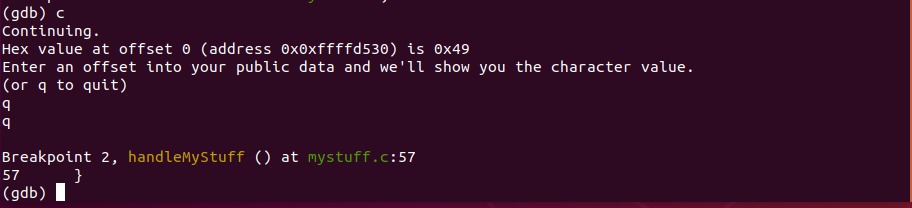 (gdb) c
Continuing.
Hex value at offset 0 (address 0x0xffffd530) is 0x49
Enter an offset into your public data and we'll show you the character value.
(or q to quit)
q
q
Breakpoint 2, handleMyStuff () at mystuff.c:57
57 }
(gdb)